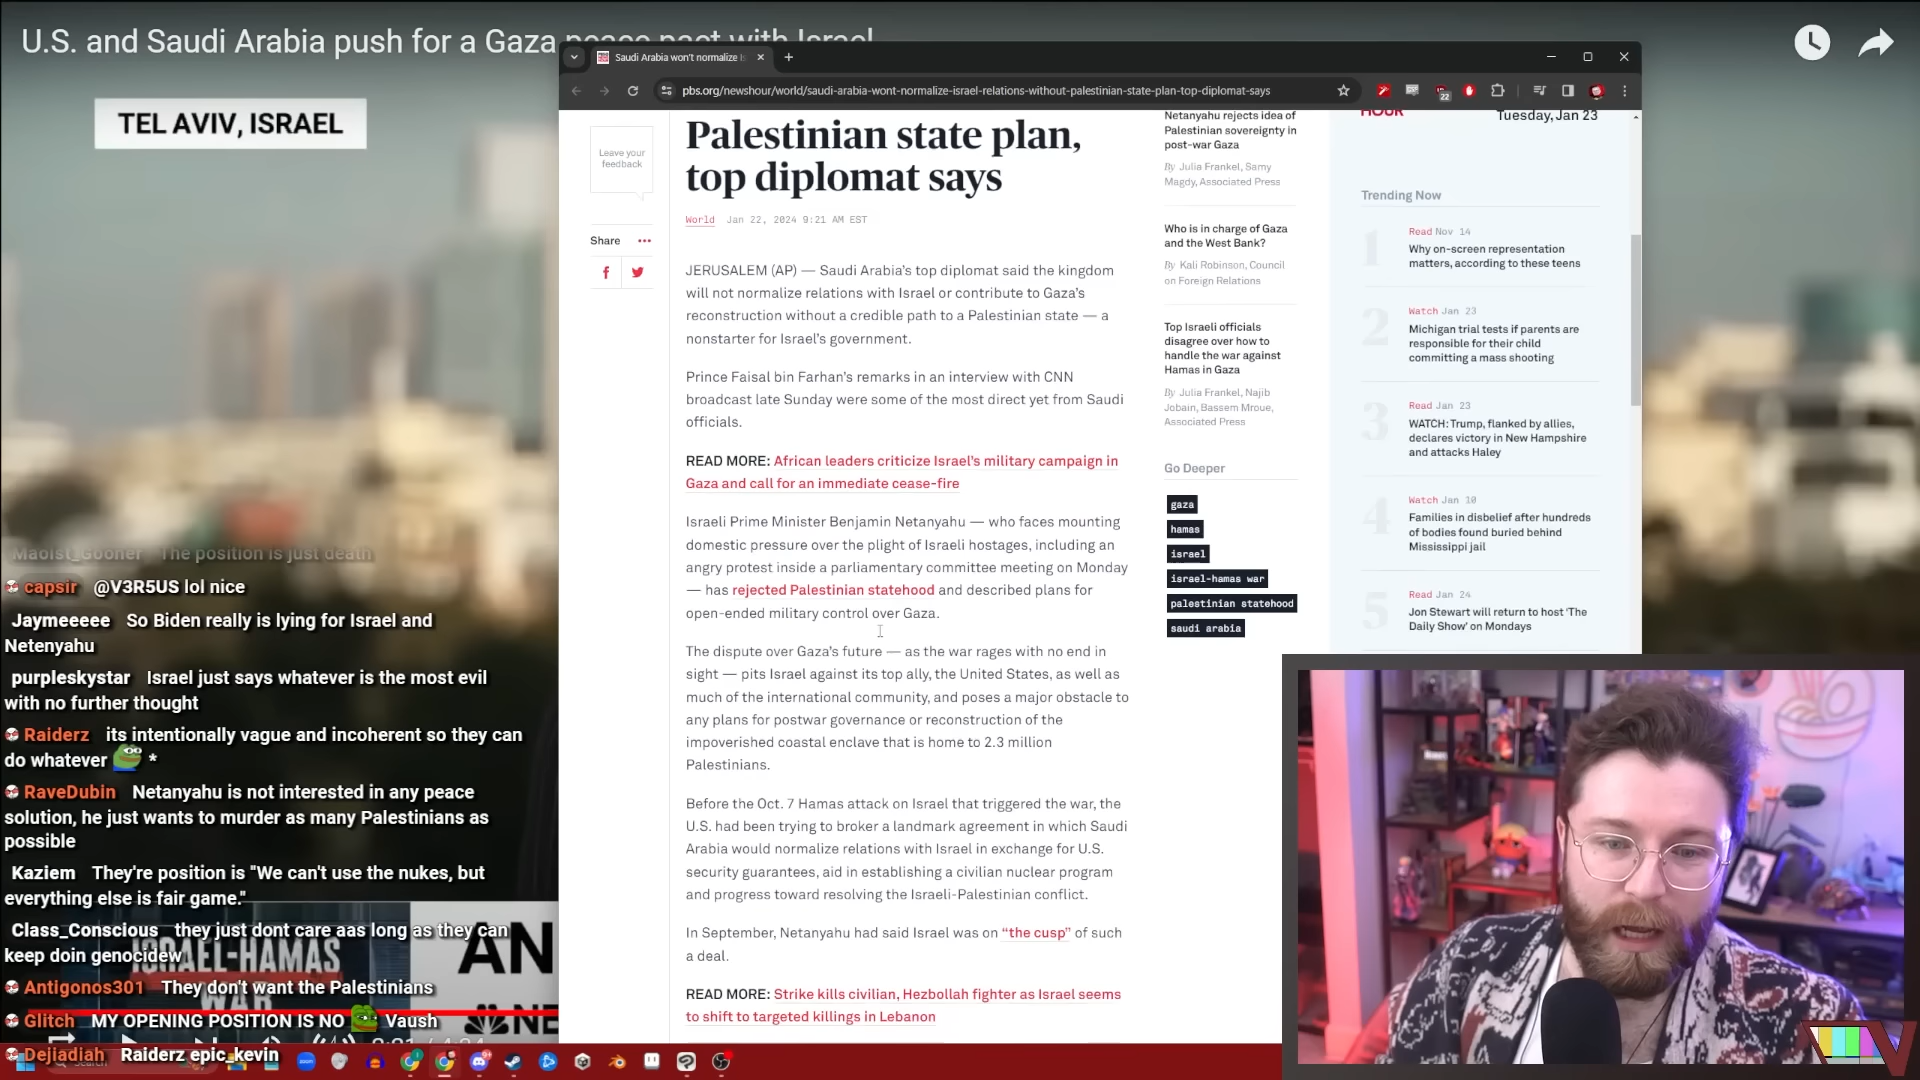 U.S. and Saudi Arabia push for a Gaza peace pact with Israel
TEL AVIV, ISRAEL
Saudi Arabia won't normalize Is
pbs.org/newshour/world/saudi-arabia-wont-normalize-israel-relations-without-palestinian-state-plan-top-diplomat-says
22
Leave your
feedback
Share
Palestinian state plan,
top diplomat says
World Jan 22, 2024 9:21 AM EST
JERUSALEM (AP) — Saudi Arabia's top diplomat said the kingdom
will not normalize relations with Israel or contribute to Gaza's
reconstruction without a credible path to a Palestinian state — a
nonstarter for Israel's government.
Prince Faisal bin Farhan's remarks in an interview with CNN
broadcast late Sunday were some of the most direct yet from Saudi
officials.
READ MORE: African leaders criticize Israel's military campaign in
Gaza and call for an immediate cease-fire
Israeli Prime Minister Benjamin Netanyahu — who faces mounting
domestic pressure over the plight of Israeli hostages, including an
angry protest inside a parliamentary committee meeting on Monday
— has rejected Palestinian statehood and described plans for
open-ended military control over Gaza.
The dispute over Gaza's future — as the war rages with no end in
sight — pits Israel against its top ally, the United States, as well as
much of the international community, and poses a major obstacle to
any plans for postwar governance or reconstruction of the
impoverished coastal enclave that is home to 2.3 million
Palestinians.
Before the Oct. 7 Hamas attack on Israel that triggered the war, the
U.S. had been trying to broker a landmark agreement in which Saudi
Arabia would normalize relations with Israel in exchange for U.S.
security guarantees, aid in establishing a civilian nuclear program
and progress toward resolving the Israeli-Palestinian conflict.
In September, Netanyahu had said Israel was on "the cusp" of such
a deal.
READ MORE: Strike kills civilian, Hezbollah fighter as Israel seems
to shift to targeted killings in Lebanon
Netanyahu rejects idea of
Palestinian sovereignty in
post-war Gaza
By Julia Frankel, Samy
Magdy, Associated Press
Who is in charge of Gaza
and the West Bank?
By Kali Robinson, Council
on Foreign Relations
Top Israeli officials
disagree over how to
handle the war against
Hamas in Gaza
By Julia Frankel, Najib
Jobain, Bassem Mroue,
Associated Press
Go Deeper
gaza
hamas
israel
israel-hamas war
palestinian statehood
saudi arabia
HOUR
Tuesday, Jan 23
Trending Now
1
Read Nov 14
Why on-screen representation
matters, according to these teens
2
Watch Jan 23
Michigan trial tests if parents are
responsible for their child
committing a mass shooting
3
Read Jan 23
WATCH: Trump, flanked by allies,
declares victory in New Hampshire
and attacks Haley
4
Watch Jan 10
Families in disbelief after hundreds
of bodies found buried behind
Mississippi jail
5
Read Jan 24
Jon Stewart will return to host 'The
Daily Show' on Mondays
Maoist_Gooner The position is just death
capsir @V3R5US lol nice
Jaymeeeee So Biden really is lying for Israel and
Netenyahu
purpleskystar Israel just says whatever is the most evil
with no further thought
Raiderz its intentionally vague and incoherent so they can
do whatever *
RaveDubin Netanyahu is not interested in any peace
solution, he just wants to murder as many Palestinians as
possible
Kaziem They're position is "We can't use the nukes, but
everything else is fair game."
Class_Conscious they just dont care aas long as they can
keep doin genocidew
Antigonos301 They don't want the Palestinians
Glitch MY OPENING POSITION IS NO Vaush
Dejiadiah Raiderz epic_kevin
ISRAEL-HAMAS
WAR
AN
NE
Search